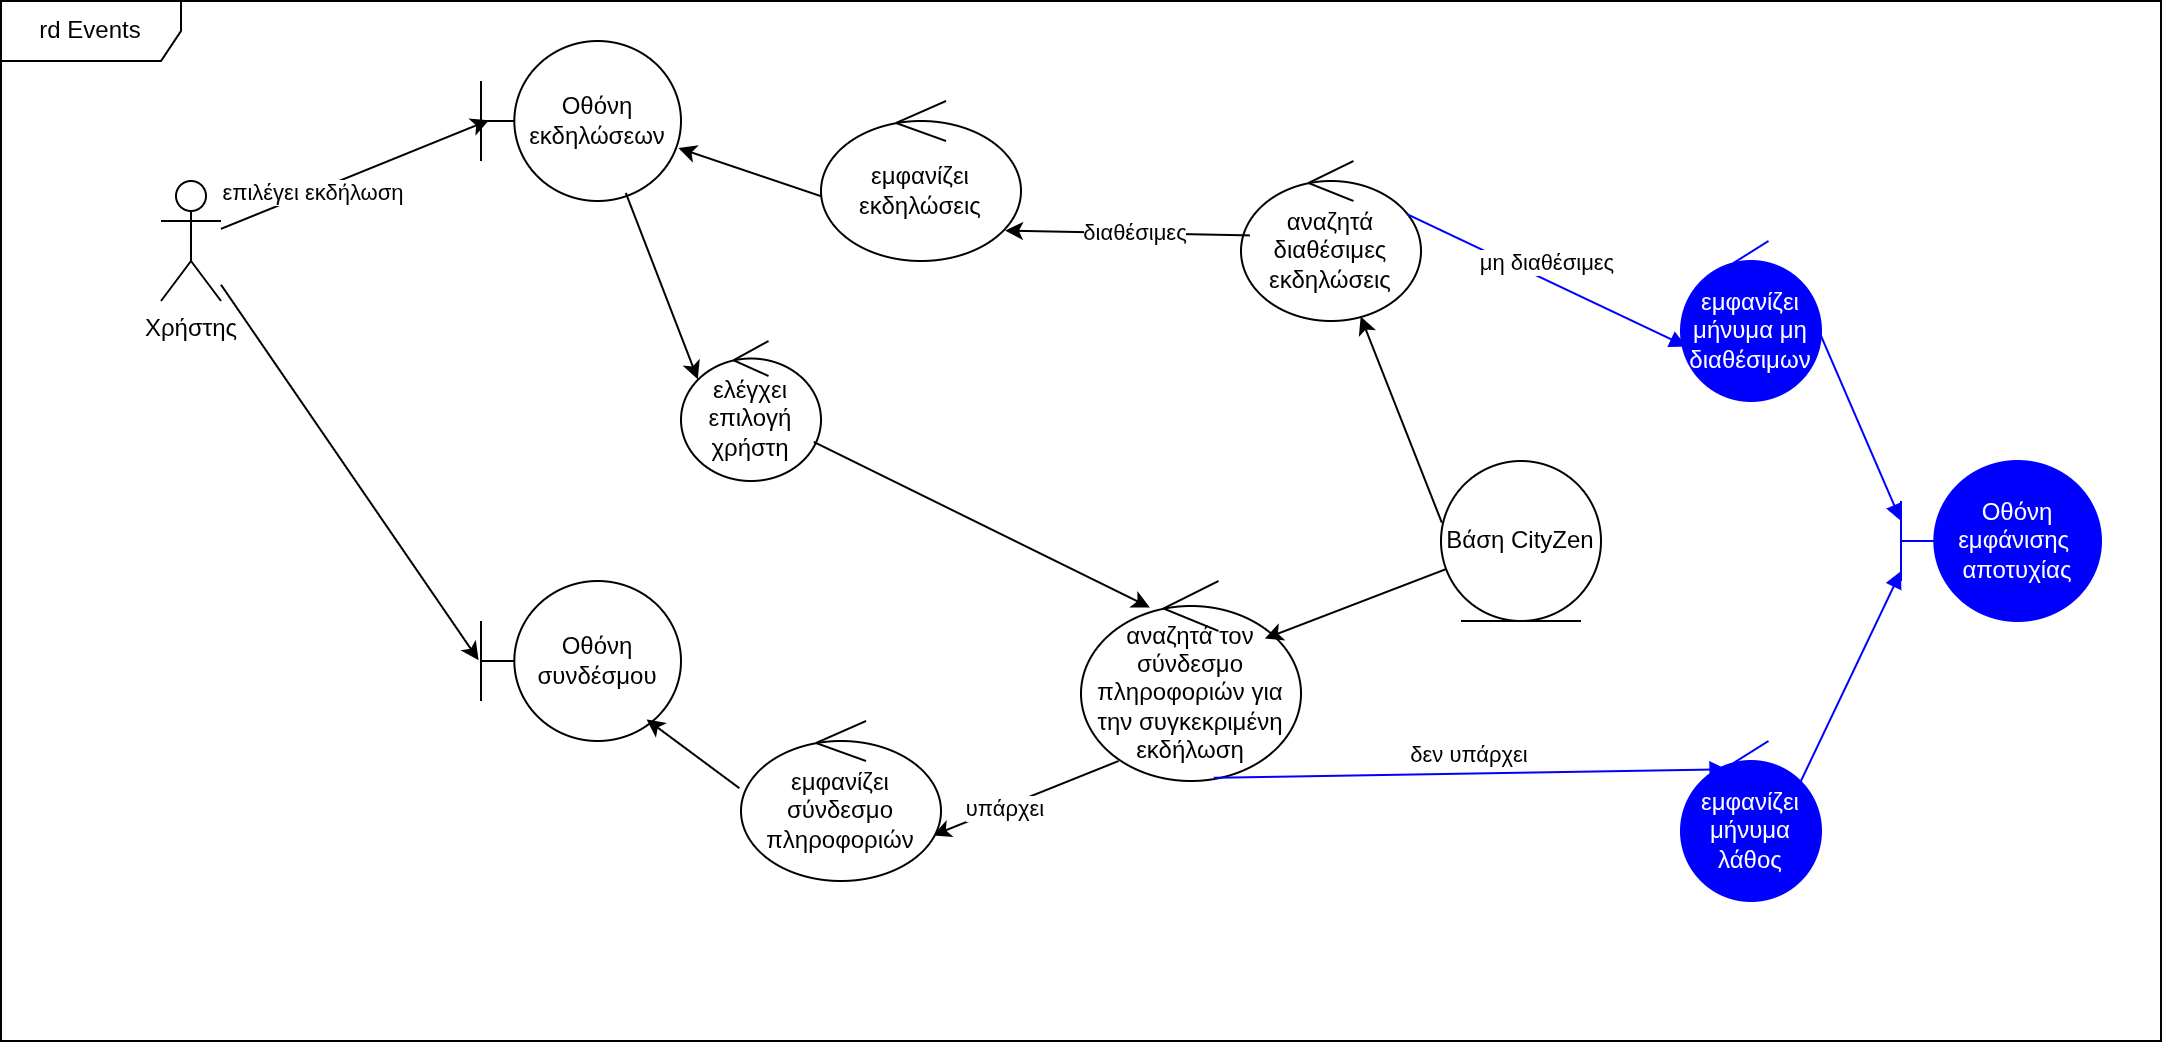 rd Events
Οθόνη
εκδηλώσεων
εμφανίζει
εκδηλώσεις
αναζητά
διαθέσιμες
εκδηλώσεις
διαθέσιμες
μη διαθέσιμες
επιλέγει εκδήλωση
Χρήστης
εμφανίζει
μήνυμα μη
διαθέσιμων
ελέγχει
επιλογή
χρήστη
Βάση CityZen
Οθόνη
εμφάνισης
αποτυχίας
Οθόνη
συνδέσμου
αναζητά τον
σύνδεσμο
πληροφοριών για
την συγκεκριμένη
εκδήλωση
δεν υπάρχει
υπάρχει
εμφανίζει
σύνδεσμο
πληροφοριών
εμφανίζει
μήνυμα
λάθος